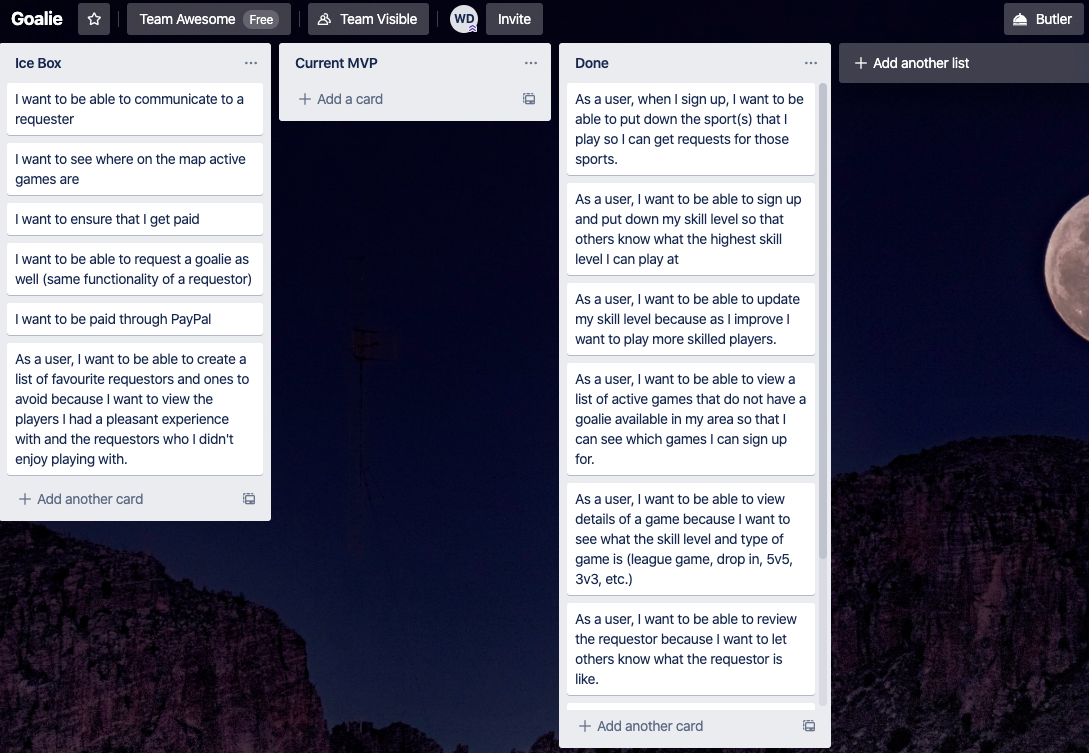 Goalie
Team Awesome Free
Team Visible
WD
Invite
Butler
Ice Box
I want to be able to communicate to a
requester
I want to see where on the map active
games are
I want to ensure that I get paid
I want to be able to request a goalie as
well (same functionality of a requestor)
I want to be paid through PayPal
As a user, I want to be able to create a
list of favourite requestors and ones to
avoid because I want to view the
players I had a pleasant experience
with and the requestors who I didn't
enjoy playing with.
Add another card
Current MVP
Add a card
Done
As a user, when I sign up, I want to be
able to put down the sport(s) that I
play so I can get requests for those
sports.
As a user, I want to be able to sign up
and put down my skill level so that
others know what the highest skill
level I can play at
As a user, I want to be able to update
my skill level because as I improve I
want to play more skilled players.
As a user, I want to be able to view a
list of active games that do not have a
goalie available in my area so that I
can see which games I can sign up
for.
As a user, I want to be able to view
details of a game because I want to
see what the skill level and type of
game is (league game, drop in, 5v5,
3v3, etc.)
As a user, I want to be able to review
the requestor because I want to let
others know what the requestor is
like.
Add another card
Add another list